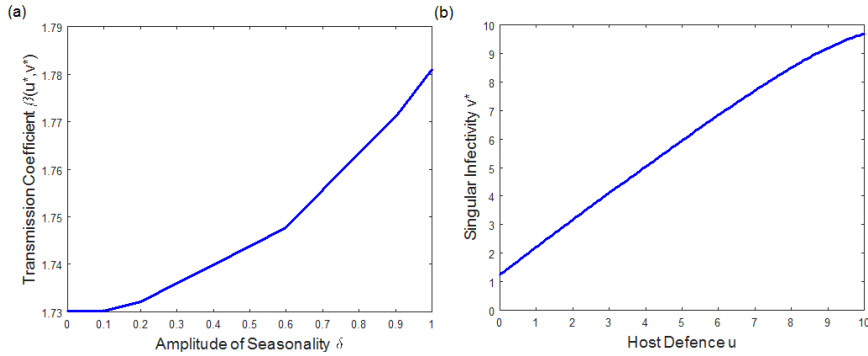 (a)
Transmission Coefficient β(u*,v*)
1.79
1.78
1.77
1.76
1.75
1.74
1.73
0 0.1 0.2 0.3 0.4 0.5 0.6 0.7 0.8 0.9 1
Amplitude of Seasonality δ
(b)
Singular Infectivity v*
10
9
8
7
6
5
4
3
2
1
0
0 1 2 3 4 5 6 7 8 9 10
Host Defence u